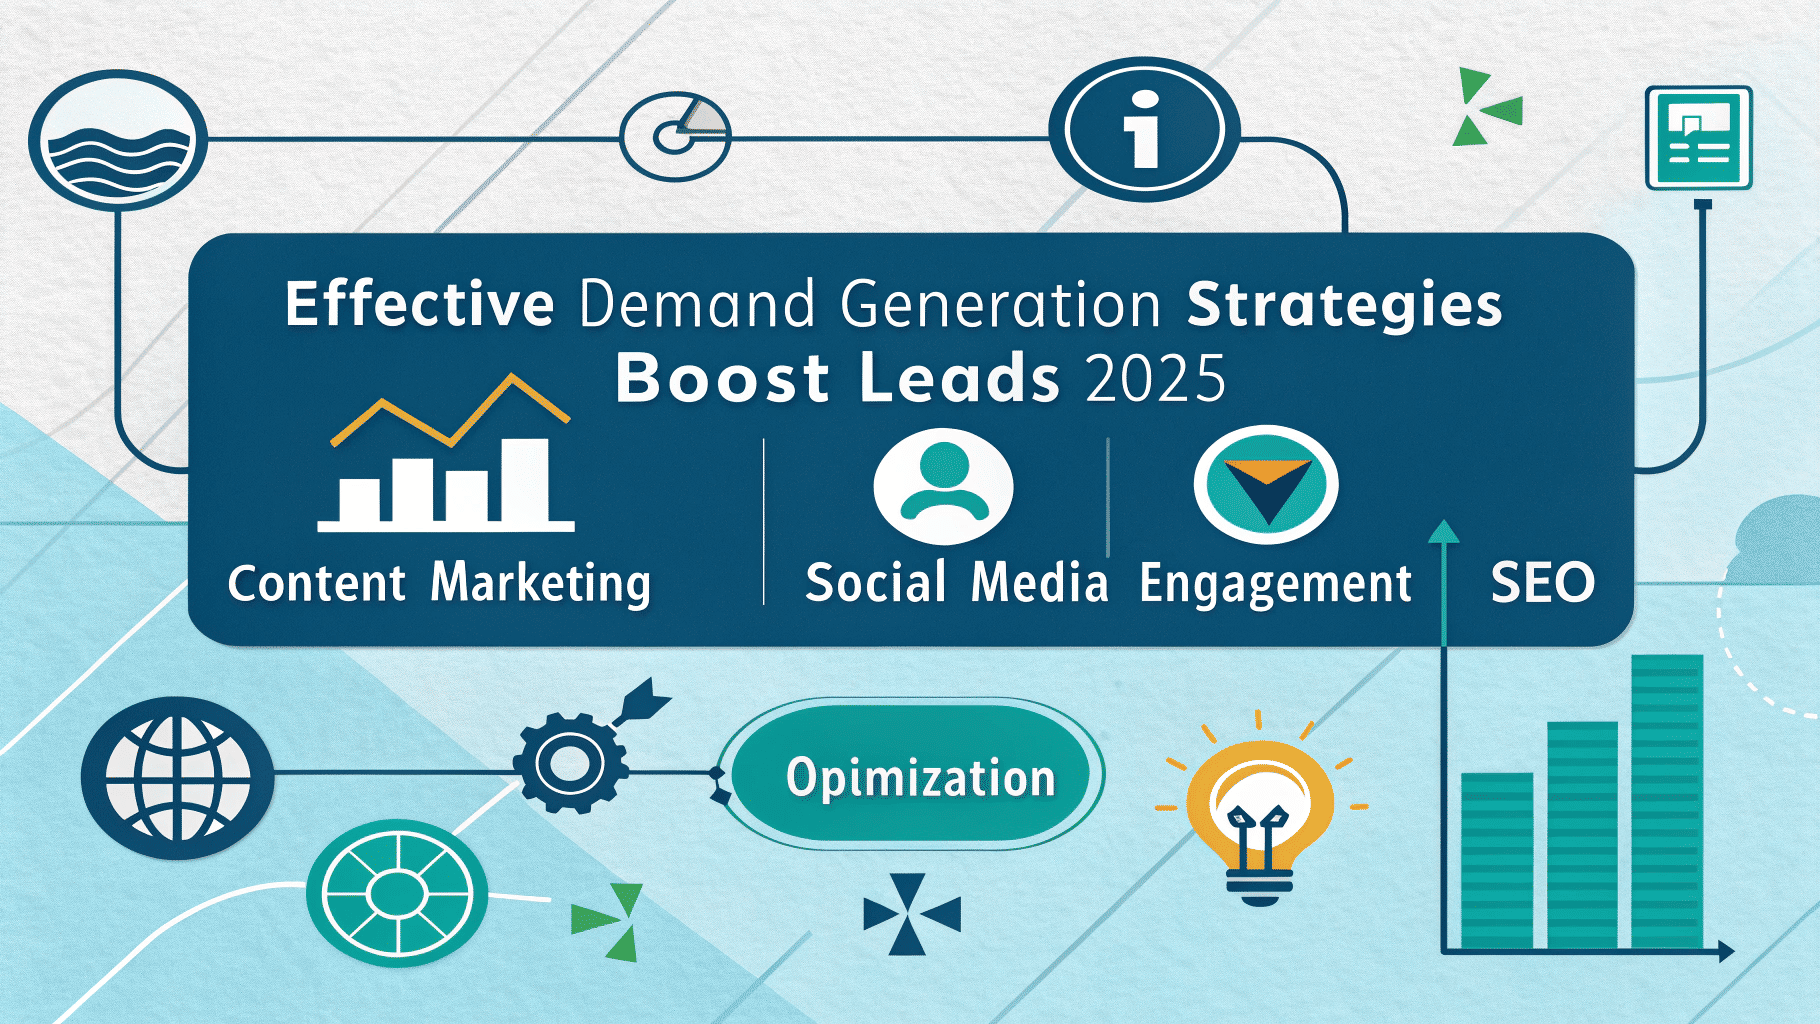 Effective Demand Generation Strategies
Boost Leads 2025
Content Marketing
Social Media Engagement
SEO
Opimization
i